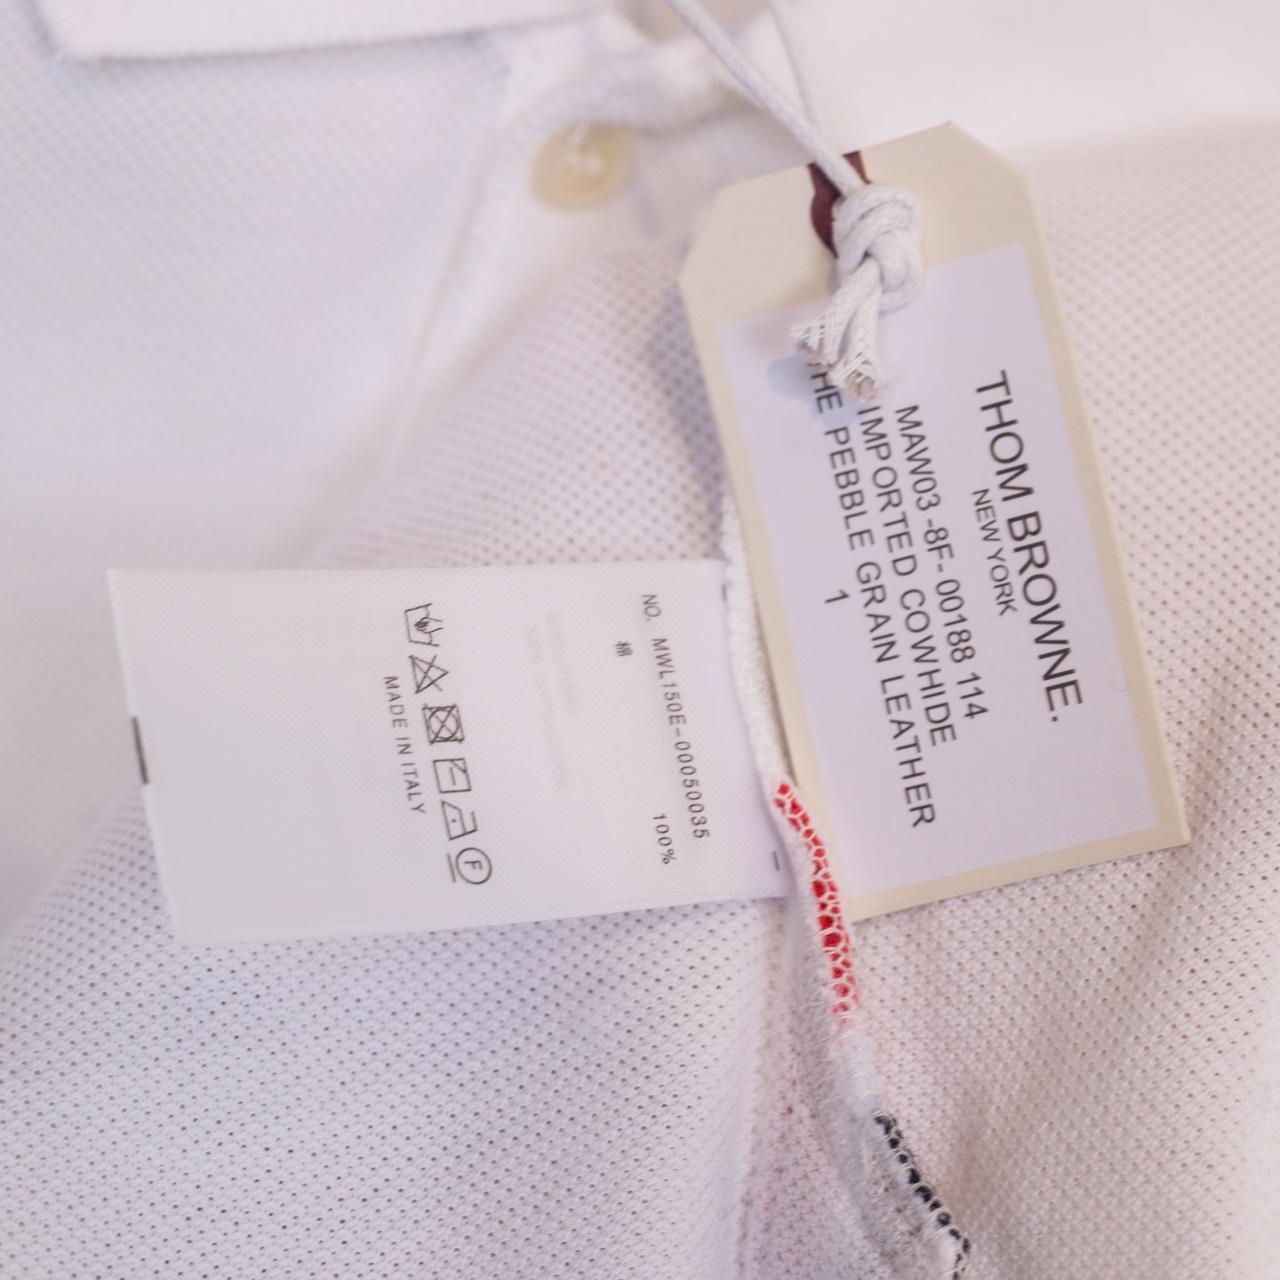 THOM BROWNE.
NEW YORK
MAW03-8F-00188 114
IMPORTED COWHIDE
THE PEBBLE GRAIN LEATHER
1
NO. MWL150E-00050035
棉 100%
F
MADE IN ITALY